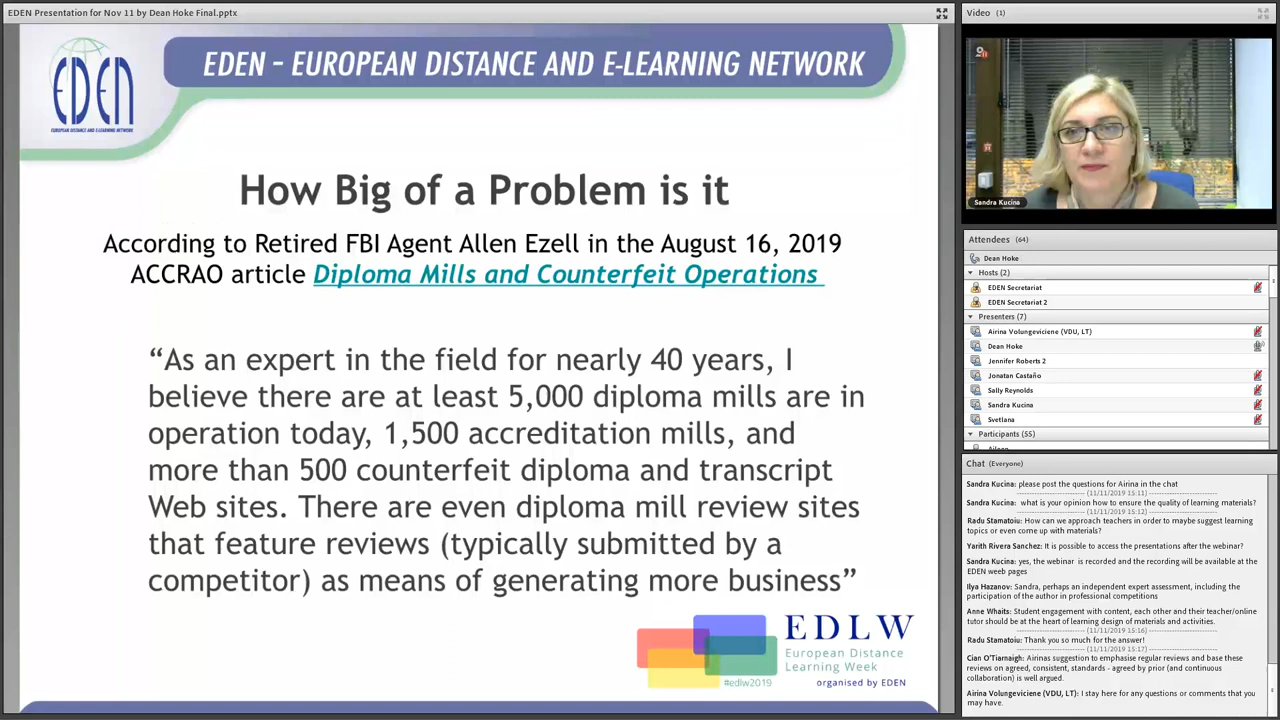 EDEN Presentation for Nov 11 by Dean Hoke Final.pptx
EDEN
EUROPEAN DISTANCE AND E-LEARNING NETWORK
EDEN – EUROPEAN DISTANCE AND E-LEARNING NETWORK
How Big of a Problem is it
According to Retired FBI Agent Allen Ezell in the August 16, 2019
ACCRAO article Diploma Mills and Counterfeit Operations
“As an expert in the field for nearly 40 years, I
believe there are at least 5,000 diploma mills are in
operation today, 1,500 accreditation mills, and
more than 500 counterfeit diploma and transcript
Web sites. There are even diploma mill review sites
that feature reviews (typically submitted by a
competitor) as means of generating more business”
EDLW
European Distance
Learning Week
#edlw2019
organised by EDEN
Video (1)
Sandra Kucina
Attendees (64)
Dean Hoke
Hosts (2)
EDEN Secretariat
EDEN Secretariat 2
Presenters (7)
Airina Volungeviciene (VDU, LT)
Dean Hoke
Jennifer Roberts 2
Jonatan Castaño
Sally Reynolds
Sandra Kucina
Svetlana
Participants (55)
Chat (Everyone)
Sandra Kucina: please post the questions for Airina in the chat
(11/11/2019 15:11)
Sandra Kucina: what is your opinion how to ensure the quality of learning materials?
(11/11/2019 15:12)
Radu Stamatoiu: How can we approach teachers in order to maybe suggest learning
topics or even come up with materials?
Yarith Rivera Sanchez: It is possible to access the presentations after the webinar?
Sandra Kucina: yes, the webinar is recorded and the recording will be available at the
EDEN weeb pages
Ilya Hazanov: Sandra, perhaps an independent expert assessment, including the
participation of the author in professional competitions
Anne Whaits: Student engagement with content, each other and their teacher/online
tutor should be at the heart of learning design of materials and activities.
(11/11/2019 15:16)
Radu Stamatoiu: Thank you so much for the answer!
(11/11/2019 15:17)
Cian O'Tiarnaigh: Airinas suggestion to emphasise regular reviews and base these
reviews on agreed, consistent, standards - agreed by prior (and continuous
collaboration) is well argued.
Airina Volungeviciene (VDU, LT): I stay here for any questions or comments that you
may have.